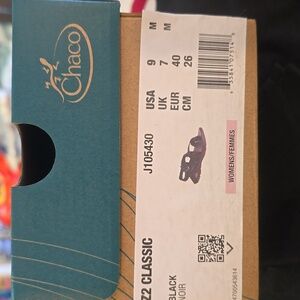 Chaco
M M
9 7 40 26
USA UK EUR CM
J105430
WOMENS/FEMMES
Z2 CLASSIC
BLACK
NOIR